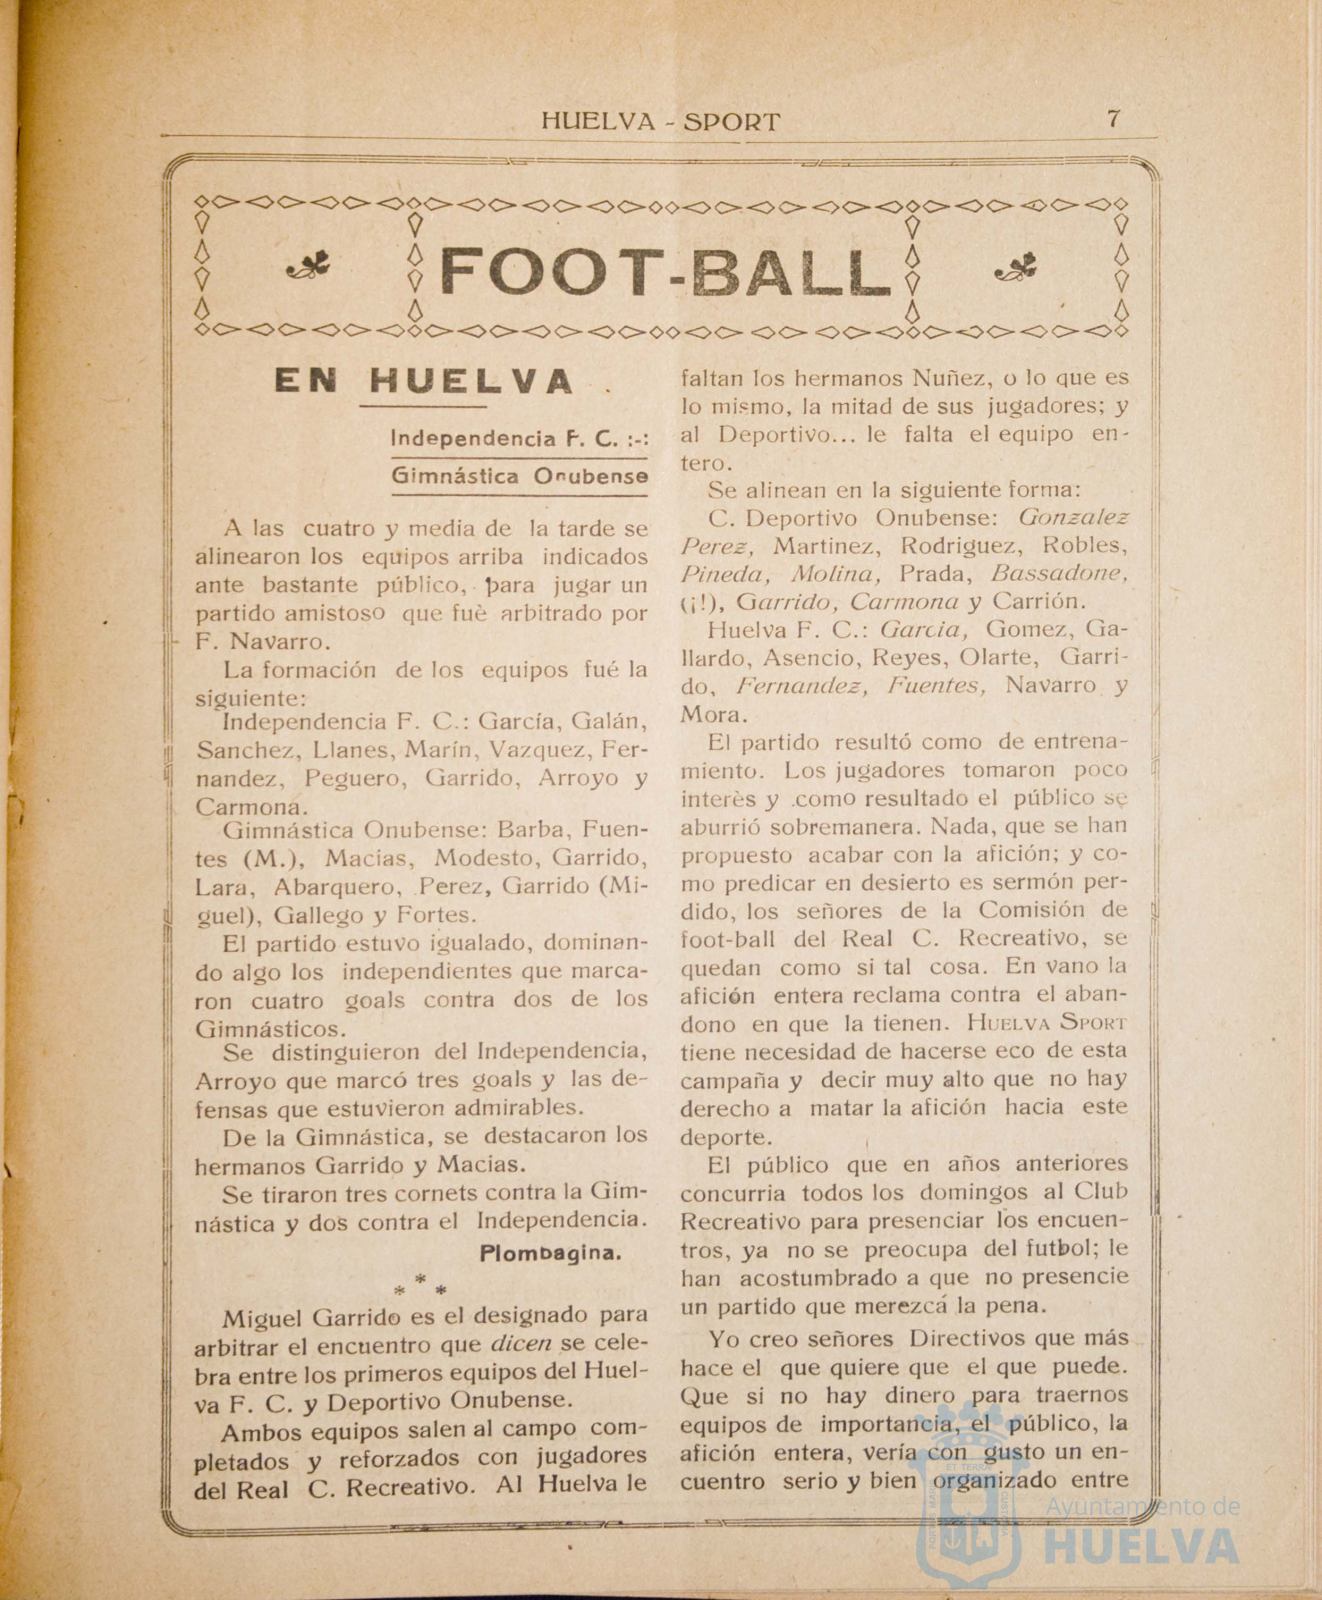 HUELVA - SPORT 7
FOOT-BALL
EN HUELVA
Independencia F. C. :-:
Gimnástica Onubense
A las cuatro y media de la tarde se
alinearon los equipos arriba indicados
ante bastante público, para jugar un
partido amistoso que fuè arbitrado por
F. Navarro.
La formación de los equipos fué la
siguiente:
Independencia F. C.: García, Galán,
Sanchez, Llanes, Marín, Vazquez, Fer-
nandez, Peguero, Garrido, Arroyo y
Carmona.
Gimnástica Onubense: Barba, Fuen-
tes (M.), Macias, Modesto, Garrido,
Lara, Abarquero, Perez, Garrido (Mi-
guel), Gallego y Fortes.
El partido estuvo igualado, dominan-
do algo los independientes que marca-
ron cuatro goals contra dos de los
Gimnásticos.
Se distinguieron del Independencia,
Arroyo que marcó tres goals y las de-
fensas que estuvieron admirables.
De la Gimnástica, se destacaron los
hermanos Garrido y Macias.
Se tiraron tres cornets contra la Gim-
nástica y dos contra el Independencia.
Plombagina.
*
* *
Miguel Garrido es el designado para
arbitrar el encuentro que dicen se cele-
bra entre los primeros equipos del Huel-
va F. C. y Deportivo Onubense.
Ambos equipos salen al campo com-
pletados y reforzados con jugadores
del Real C. Recreativo. Al Huelva le
faltan los hermanos Nuñez, o lo que es
lo mismo, la mitad de sus jugadores; y
al Deportivo... le falta el equipo en-
tero.
Se alinean en la siguiente forma:
C. Deportivo Onubense: Gonzalez
Perez, Martinez, Rodriguez, Robles,
Pineda, Molina, Prada, Bassadone,
(¡!), Garrido, Carmona y Carrión.
Huelva F. C.: Garcia, Gomez, Ga-
llardo, Asencio, Reyes, Olarte, Garri-
do, Fernandez, Fuentes, Navarro y
Mora.
El partido resultó como de entrena-
miento. Los jugadores tomaron poco
interès y como resultado el público se
aburrió sobremanera. Nada, que se han
propuesto acabar con la afición; y co-
mo predicar en desierto es sermón per-
dido, los señores de la Comisión de
foot-ball del Real C. Recreativo, se
quedan como si tal cosa. En vano la
afición entera reclama contra el aban-
dono en que la tienen. HUELVA SPORT
tiene necesidad de hacerse eco de esta
campaña y decir muy alto que no hay
derecho a matar la afición hacia este
deporte.
El público que en años anteriores
concurria todos los domingos al Club
Recreativo para presenciar los encuen-
tros, ya no se preocupa del futbol; le
han acostumbrado a que no presencie
un partido que merezcá la pena.
Yo creo señores Directivos que más
hace el que quiere que el que puede.
Que si no hay dinero para traernos
equipos de importancia, el público, la
afición entera, vería con gusto un en-
cuentro serio y bien organizado entre
Ayuntamiento de
HUELVA